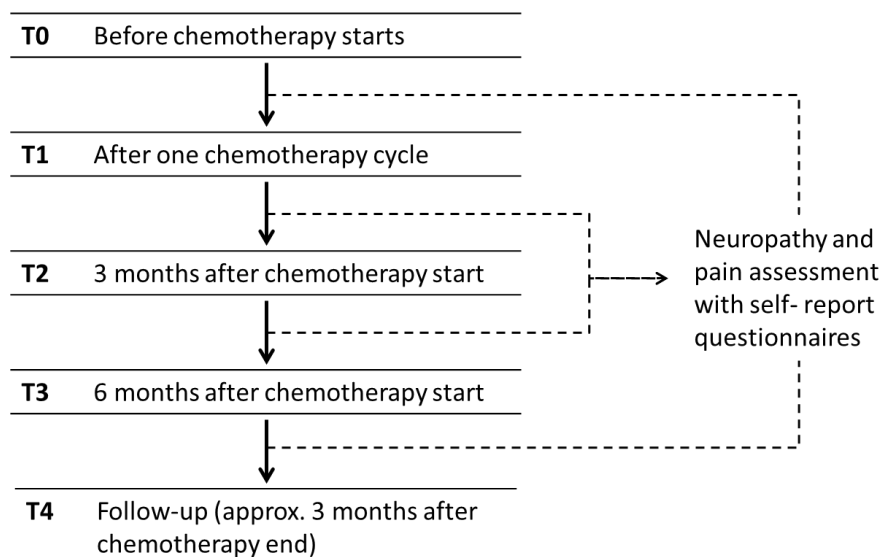 T0 Before chemotherapy starts
T1 After one chemotherapy cycle
T2 3 months after chemotherapy start
T3 6 months after chemotherapy start
T4 Follow-up (approx. 3 months after
chemotherapy end)
Neuropathy and
pain assessment
with self- report
questionnaires